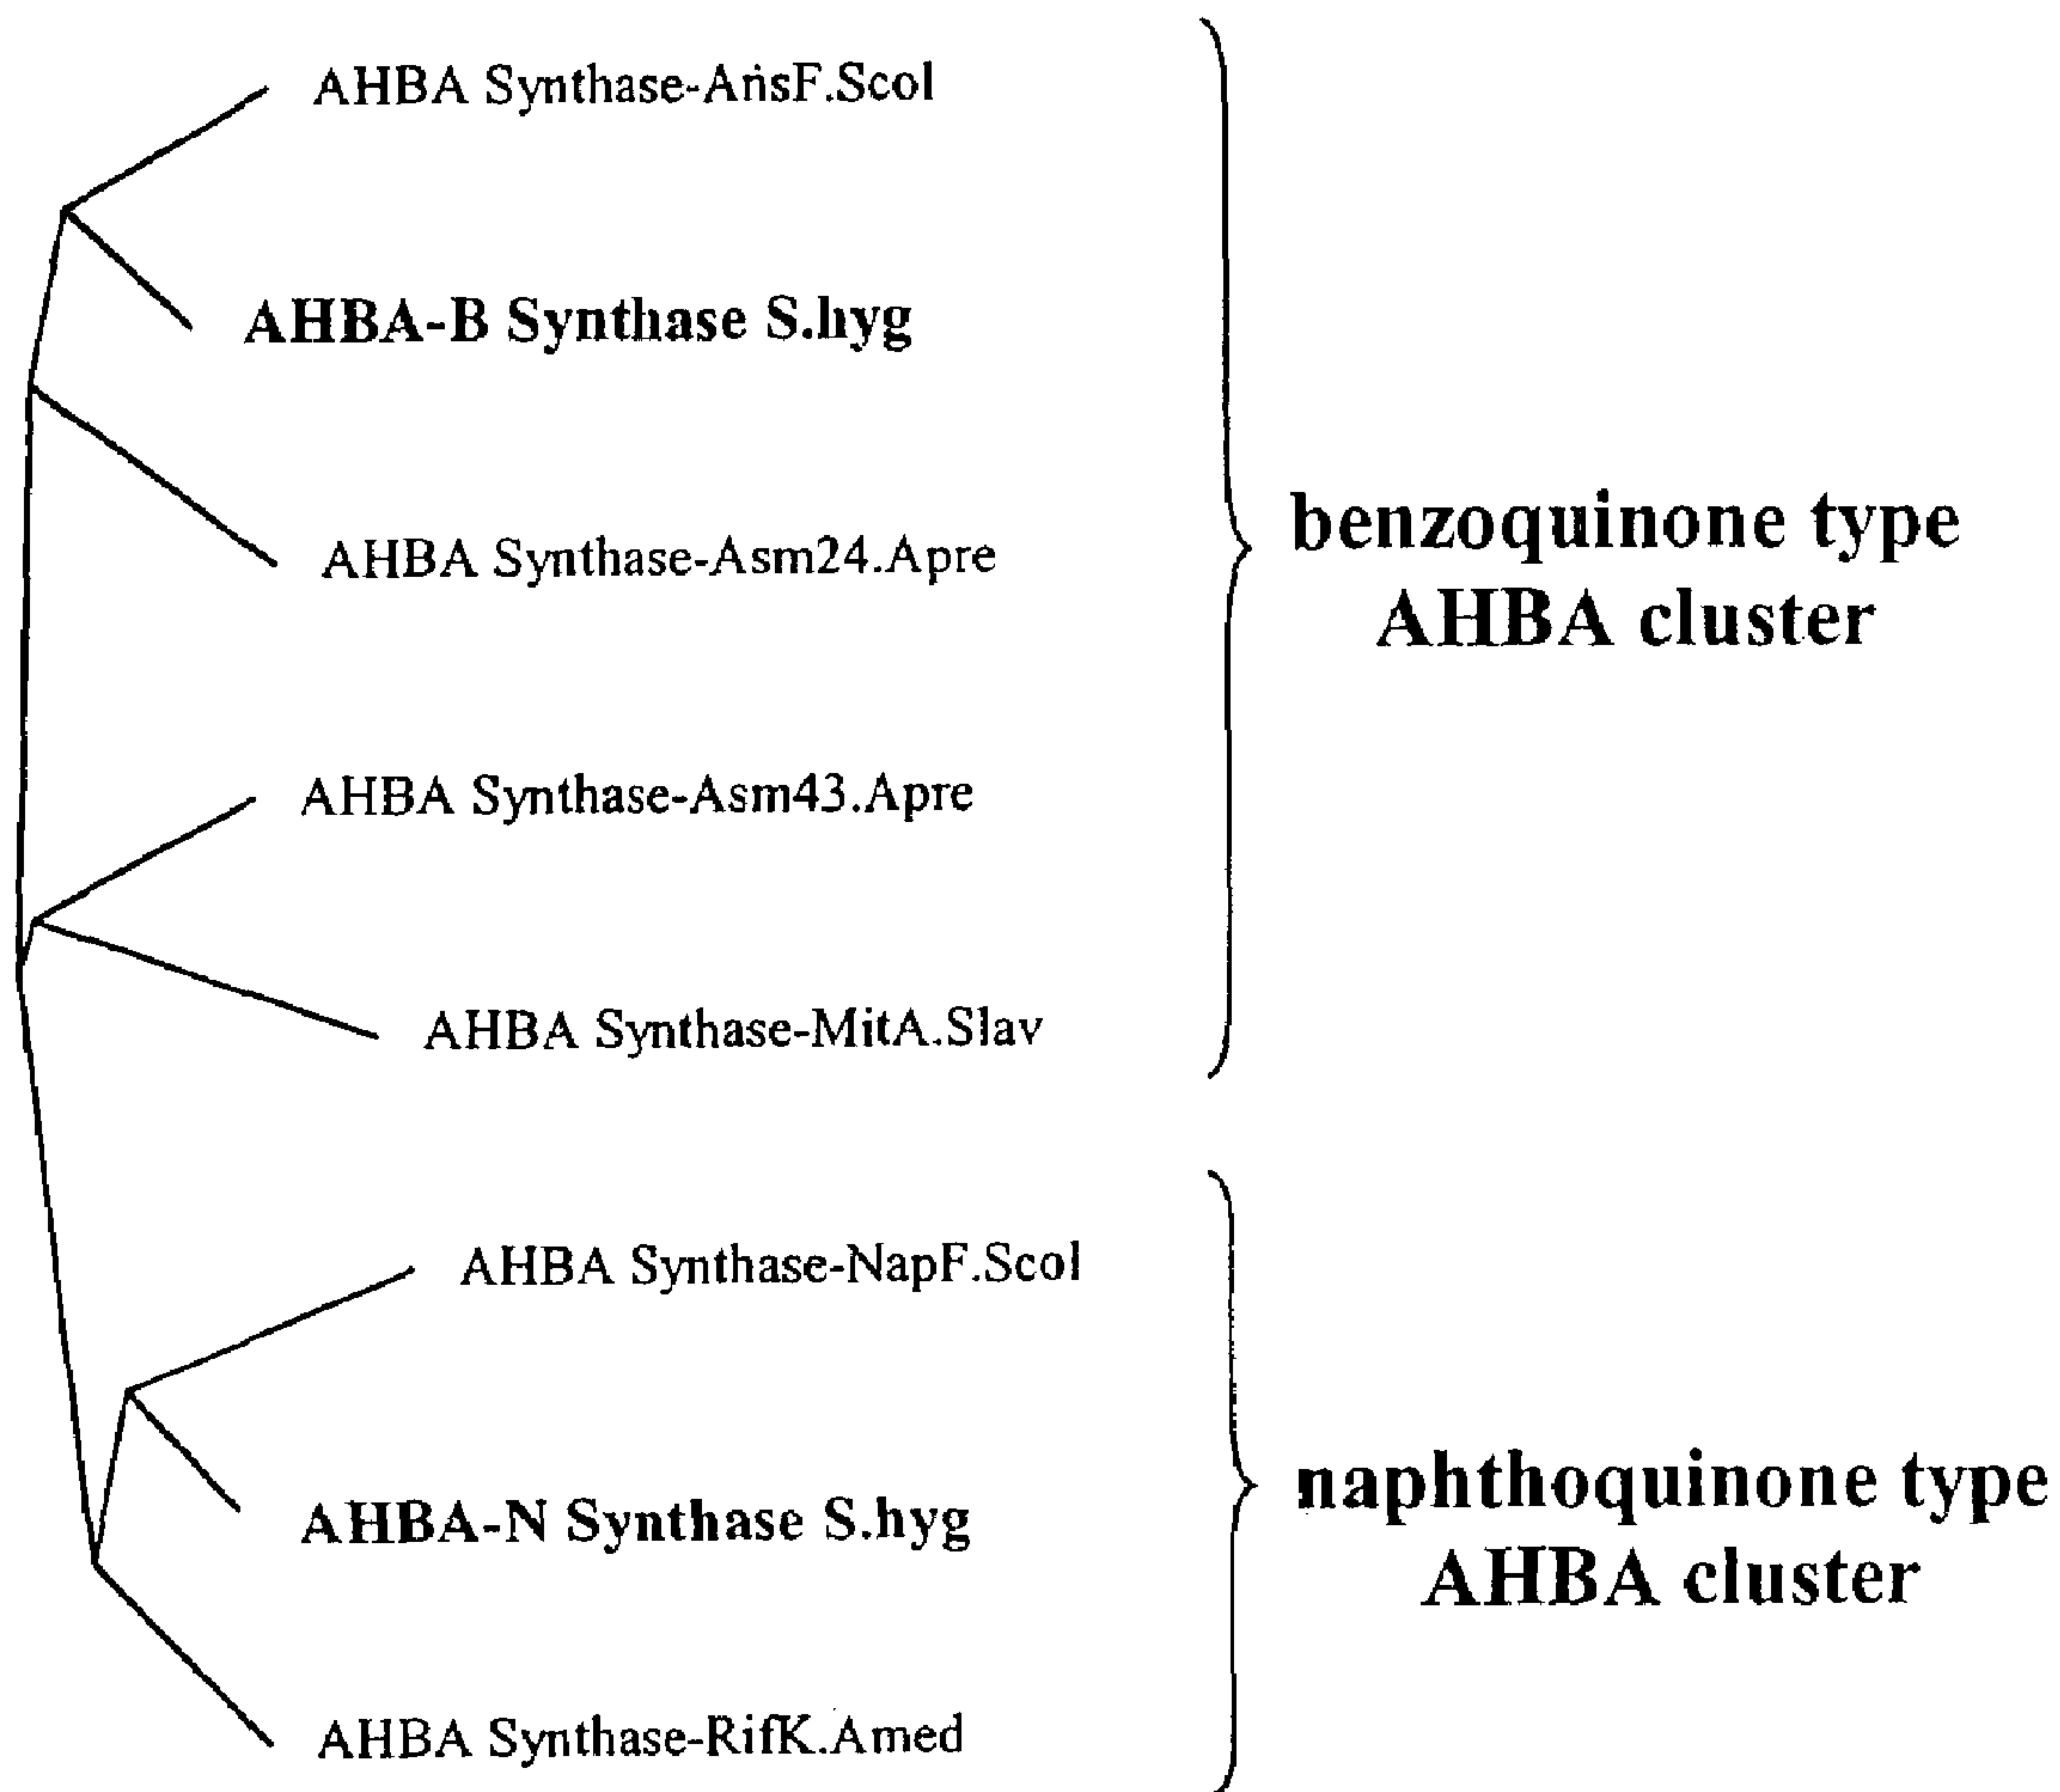 AHBA Synthase-AnsF.Scol
AHBA-B Synthase S.hyg
AHBA Synthase-Asm24.Apre
AHBA Synthase-Asm43.Apre
AHBA Synthase-MitA.Slav
benzoquinone type
AHBA cluster
AHBA Synthase-NapF.Scol
AHBA-N Synthase S.hyg
AHBA Synthase-RifK.Amed
naphthoquinone type
AHBA cluster